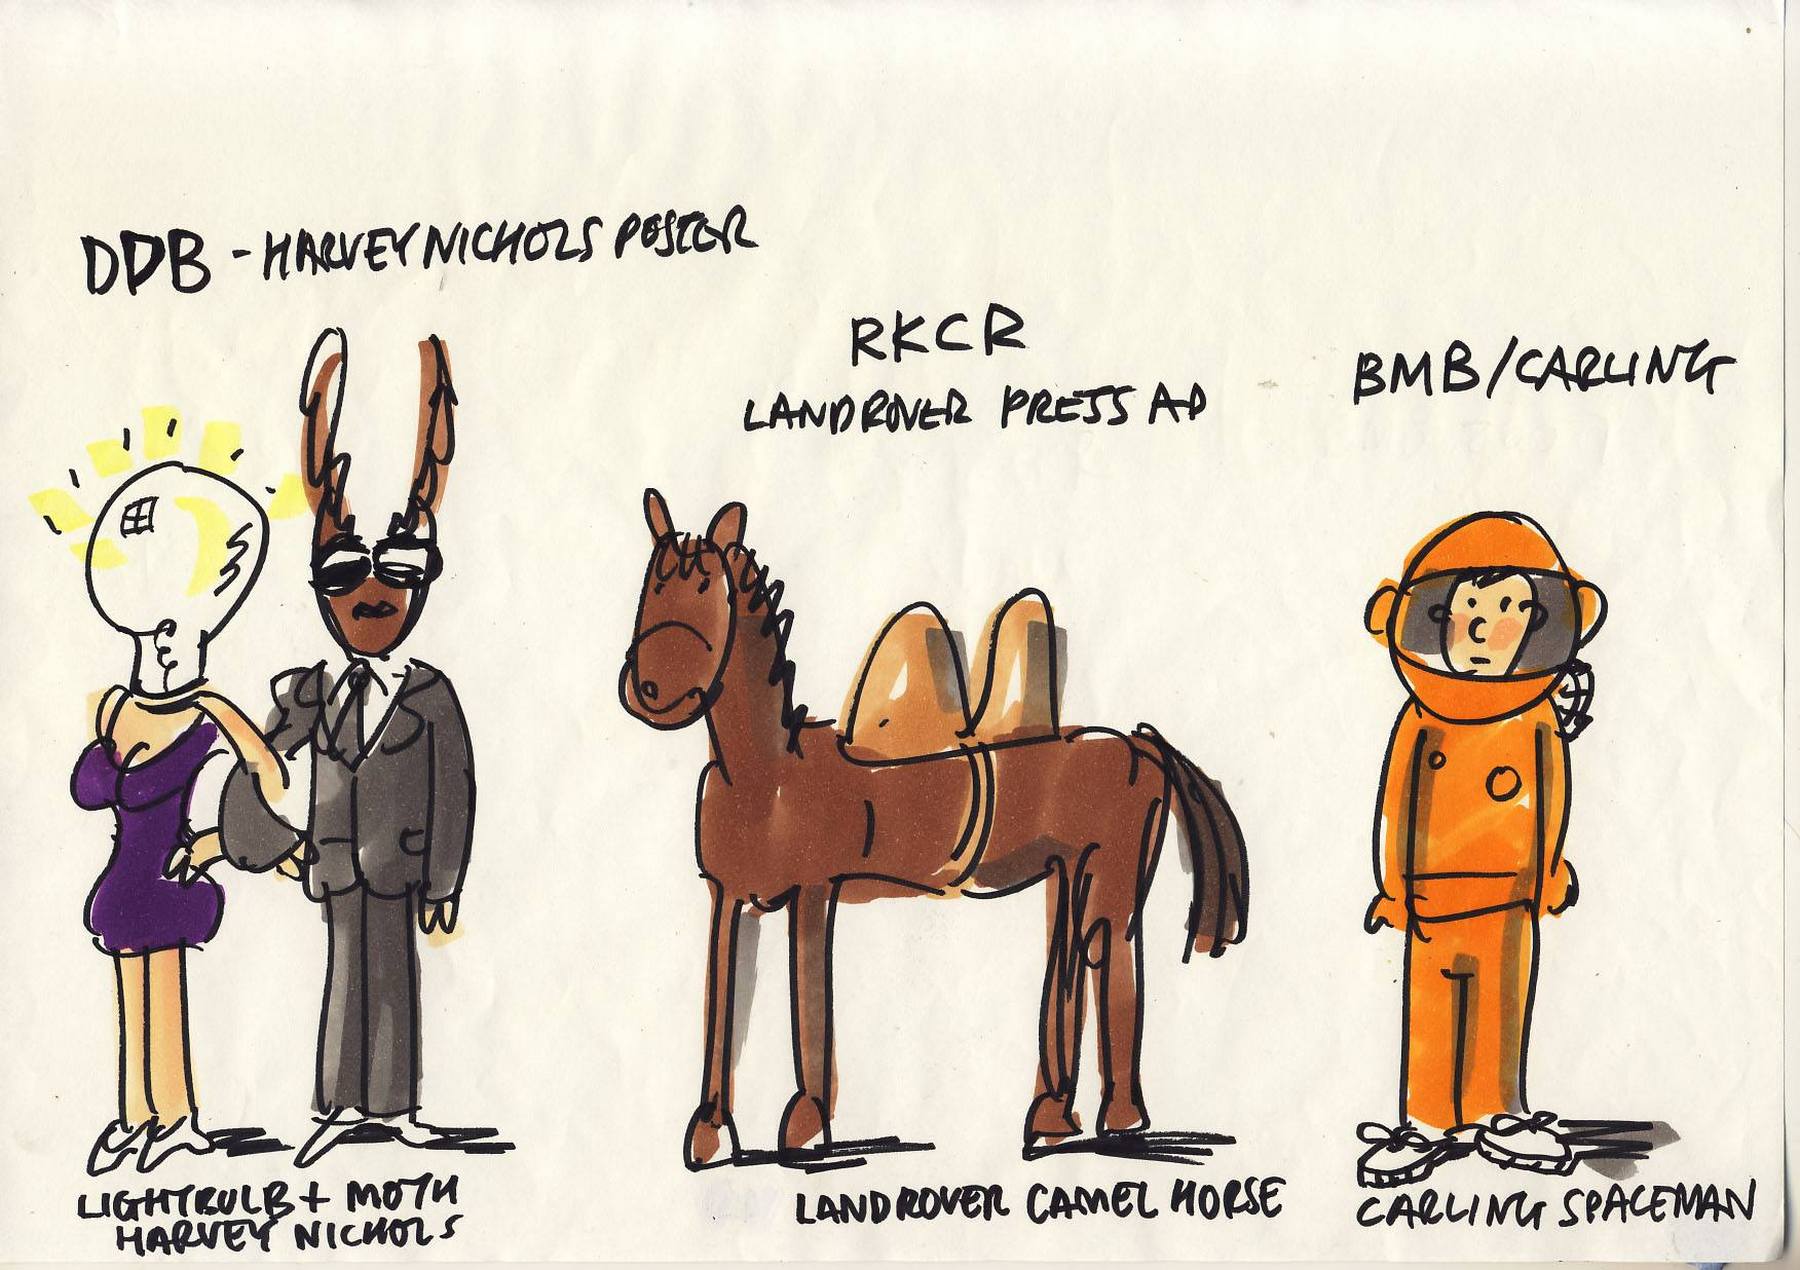 DDB - HARVEY NICHOLS POSTER
RKCR
LANDROVER PRESS AD
BMB/CARLING
LIGHTBULB + MOTH
HARVEY NICHOLS
LANDROVER CAMEL HORSE
CARLING SPACEMAN